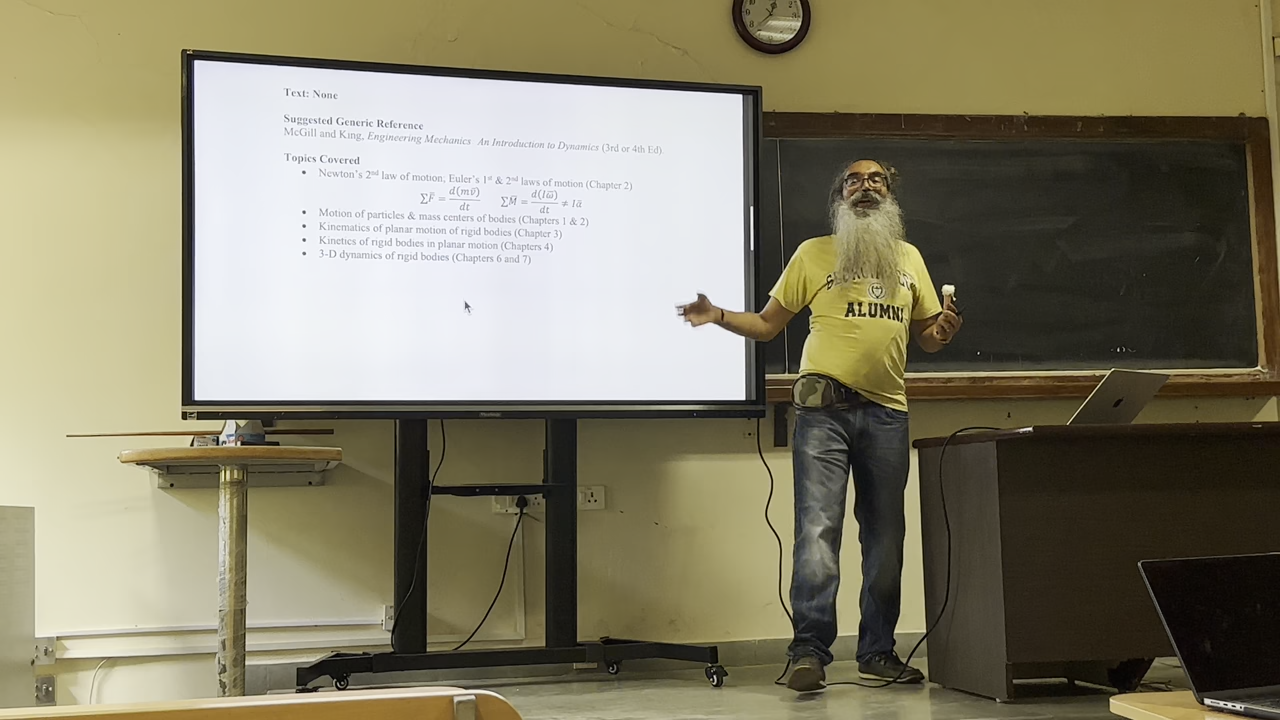 Text: None
Suggested Generic Reference
McGill and King, Engineering Mechanics An Introduction to Dynamics (3rd or 4th Ed).
Topics Covered
• Newton's 2nd law of motion; Euler's 1st & 2nd laws of motion (Chapter 2)
∑F⃗ = d(mv⃗)/dt ∑M⃗ = d(Iω⃗)/dt ≠ Iα⃗
• Motion of particles & mass centers of bodies (Chapters 1 & 2)
• Kinematics of planar motion of rigid bodies (Chapter 3)
• Kinetics of rigid bodies in planar motion (Chapters 4)
• 3-D dynamics of rigid bodies (Chapters 6 and 7)
ALUMNI